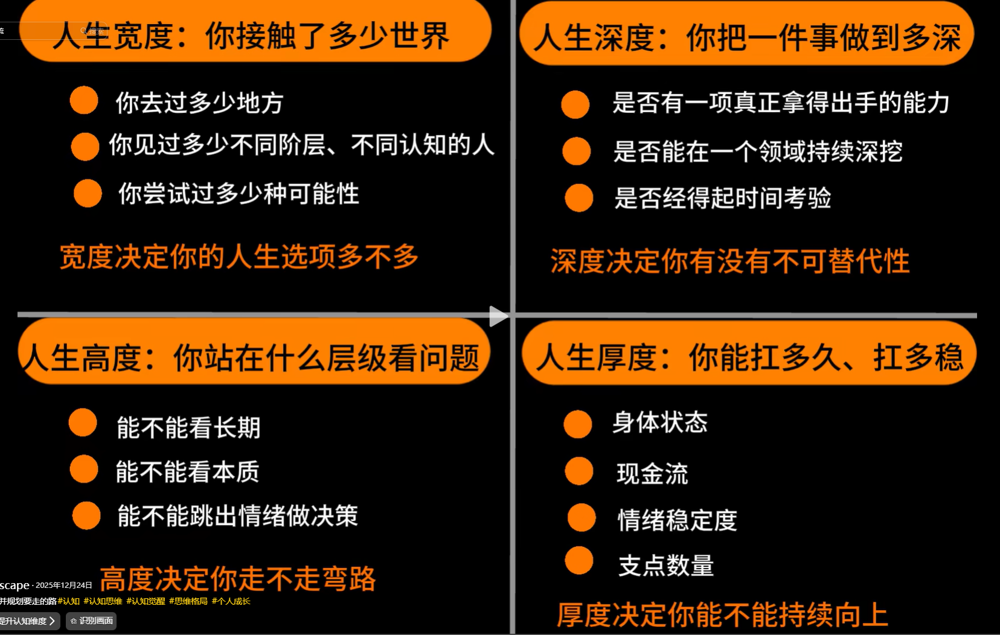 人生宽度：你接触了多少世界
搜索
你去过多少地方
你见过多少不同阶层、不同认知的人
你尝试过多少种可能性
宽度决定你的人生选项多不多
人生深度：你把一件事做到多深
是否有一项真正拿得出手的能力
是否能在一个领域持续深挖
是否经得起时间考验
深度决定你有没有不可替代性
人生高度：你站在什么层级看问题
能不能看长期
能不能看本质
能不能跳出情绪做决策
高度决定你走不走弯路
人生厚度：你能扛多久、扛多稳
身体状态
现金流
情绪稳定度
支点数量
厚度决定你能不能持续向上
scape · 2025年12月24日
并规划要走的路#认知 #认知思维 #认知觉醒 #思维格局 #个人成长
提升认知维度
识别画面